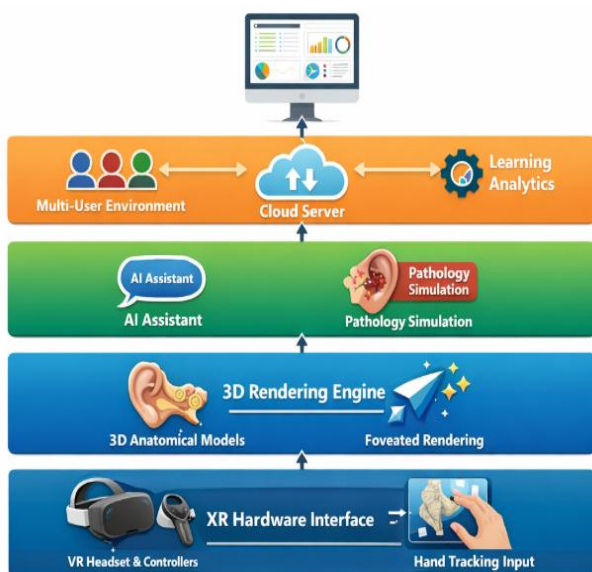 Multi-User Environment
Cloud Server
Learning
Analytics
AI Assistant
AI Assistant
Pathology
Simulation
Pathology Simulation
3D Rendering Engine
3D Anatomical Models
Foveated Rendering
XR Hardware Interface
VR Headset & Controllers
Hand Tracking Input